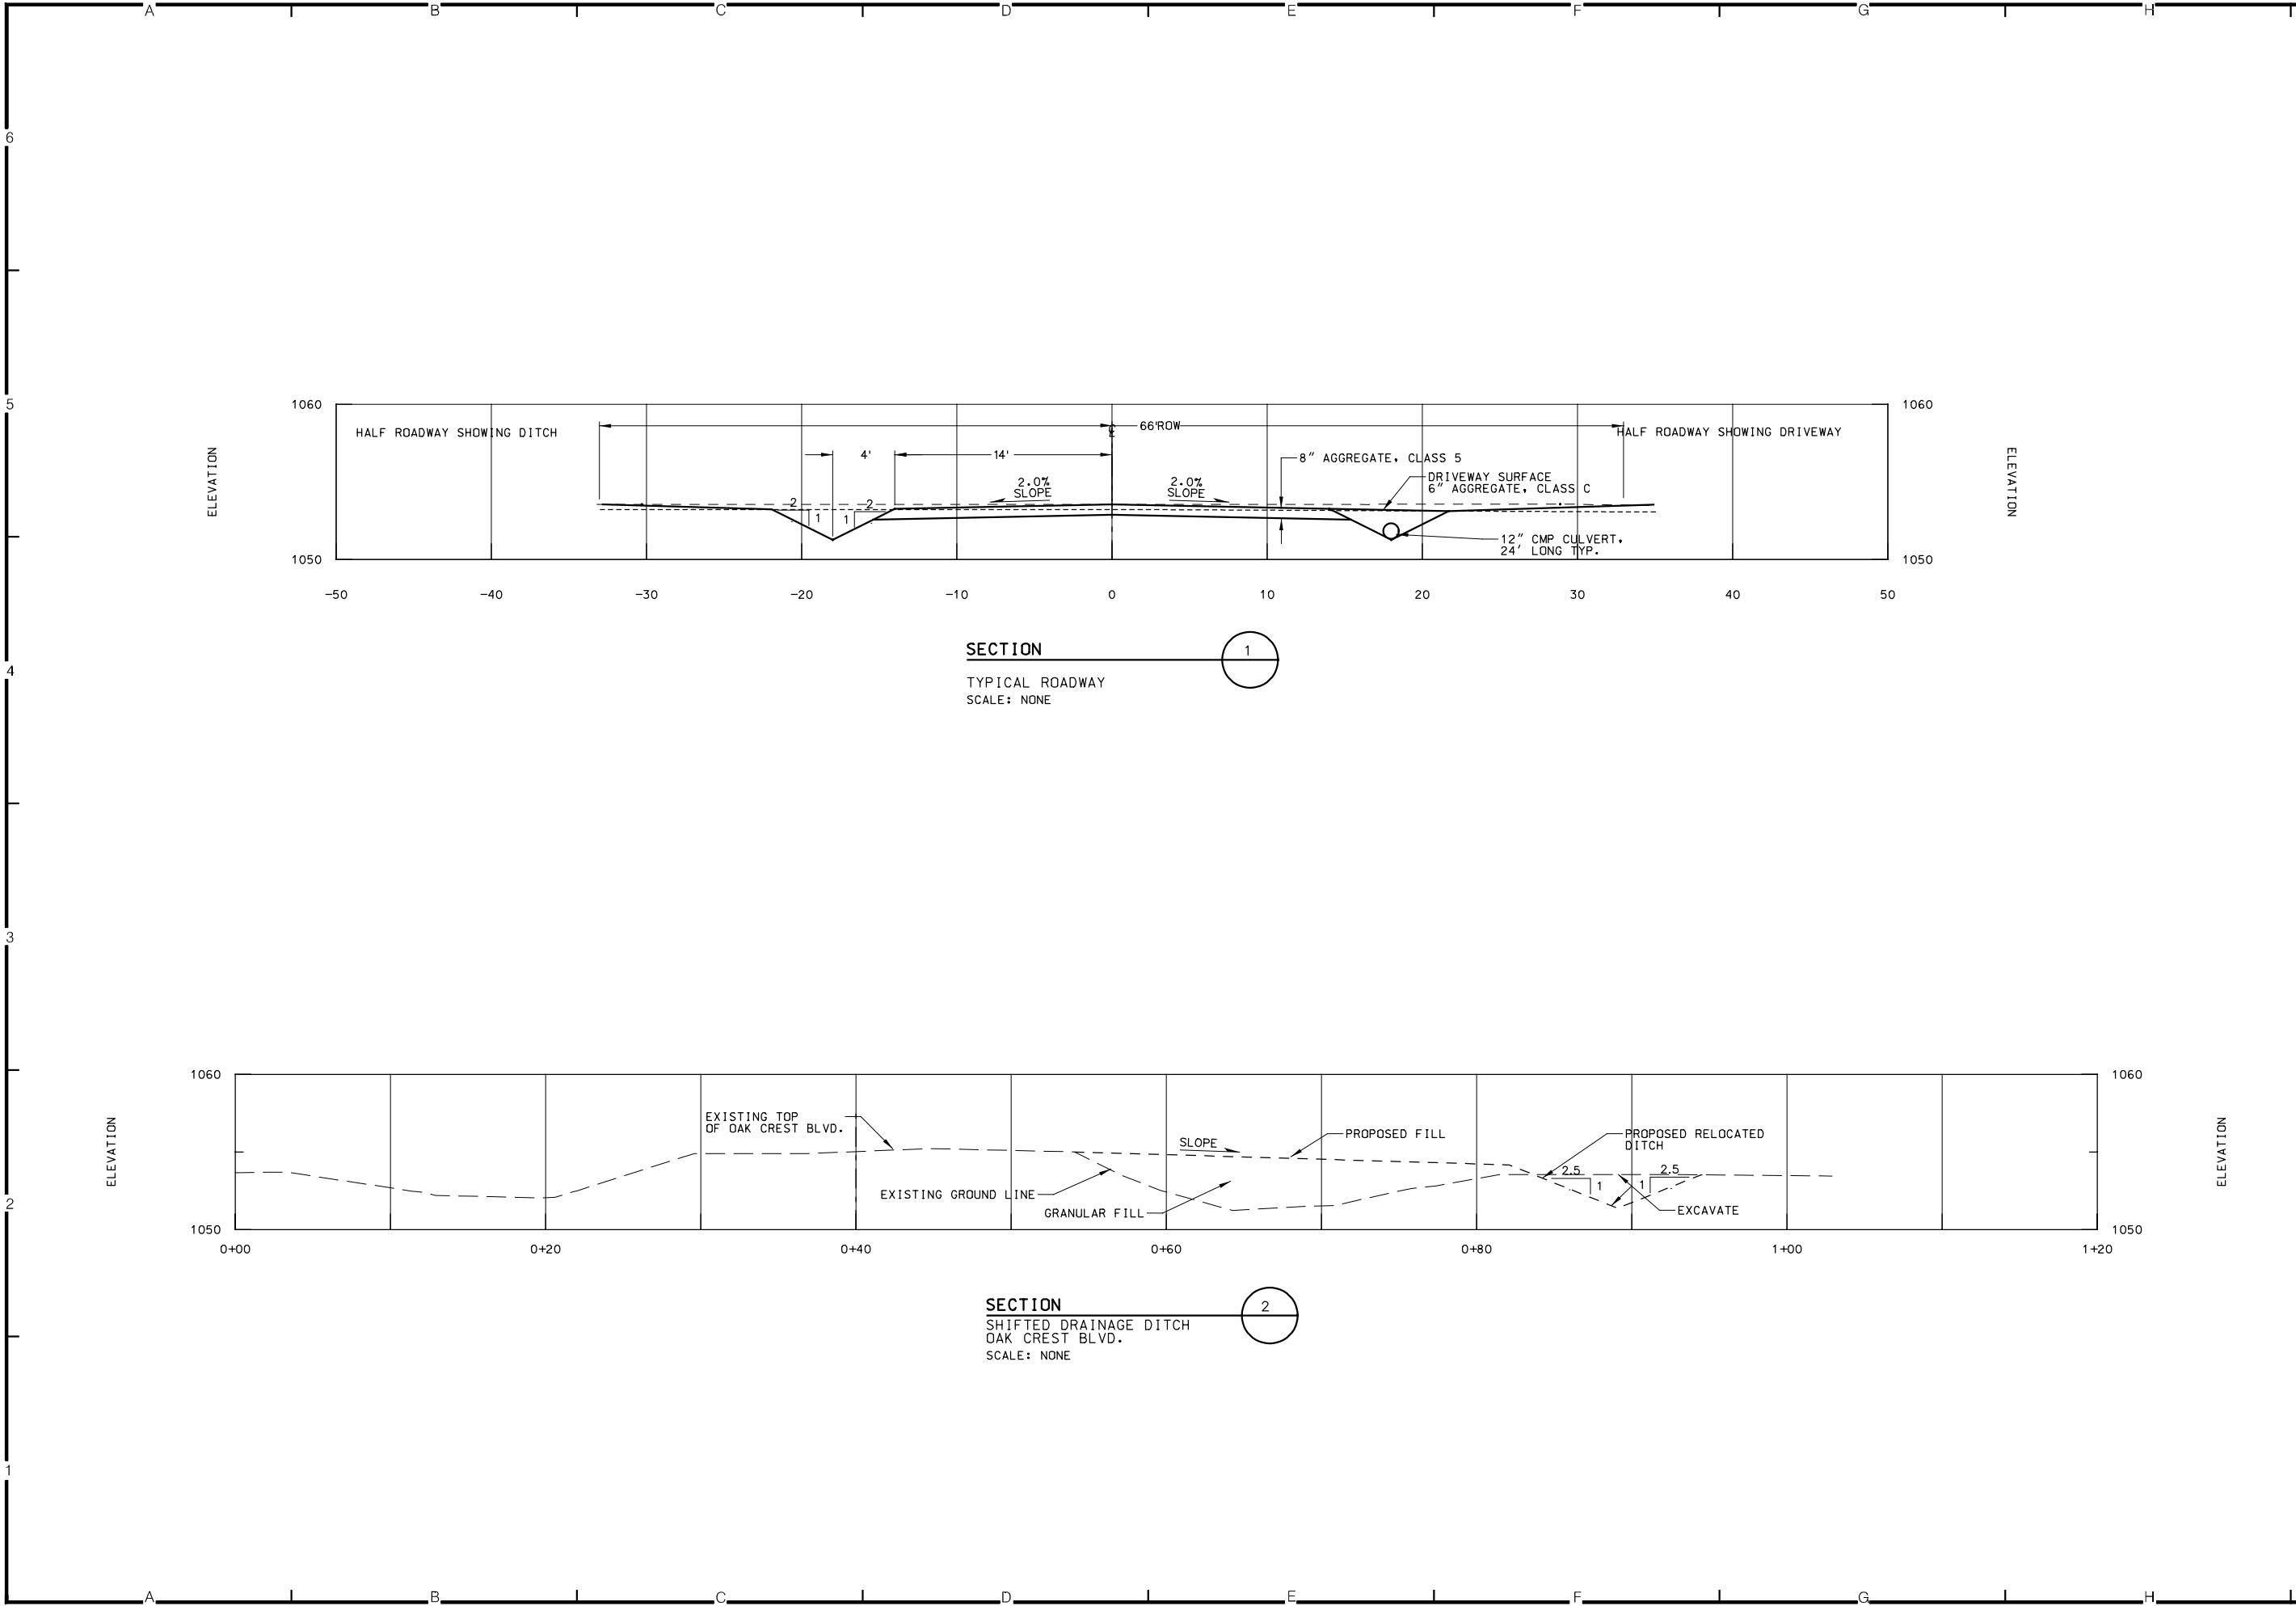 A B C D E F G H
6
5
4
3
2
1
1060 1060
HALF ROADWAY SHOWING DITCH
66'ROW
HALF ROADWAY SHOWING DRIVEWAY
ELEVATION
ELEVATION
4'
14'
8" AGGREGATE, CLASS 5
2.0%
SLOPE
2.0%
SLOPE
DRIVEWAY SURFACE
6" AGGREGATE, CLASS C
2 1 2 1
12" CMP CULVERT,
24' LONG TYP.
1050 1050
-50 -40 -30 -20 -10 0 10 20 30 40 50
SECTION 1
TYPICAL ROADWAY
SCALE: NONE
1060 1060
ELEVATION
ELEVATION
EXISTING TOP
OF OAK CREST BLVD.
SLOPE
PROPOSED FILL
PROPOSED RELOCATED
DITCH
2.5 1 2.5 1
EXISTING GROUND LINE
GRANULAR FILL
EXCAVATE
1050 1050
0+00 0+20 0+40 0+60 0+80 1+00 1+20
SECTION 2
SHIFTED DRAINAGE DITCH
OAK CREST BLVD.
SCALE: NONE
A B C D E F G H